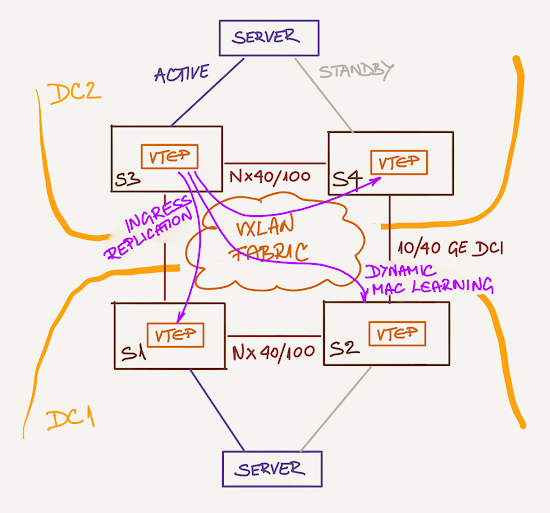 SERVER
ACTIVE
STANDBY
DC2
VTEP
S3
VTEP
S4
NX40/100
INGRESS
REPLICATION
VXLAN
FABRIC
10/40 GE DCI
DYNAMIC
MAC LEARNING
VTEP
S1
VTEP
S2
NX40/100
DC1
SERVER